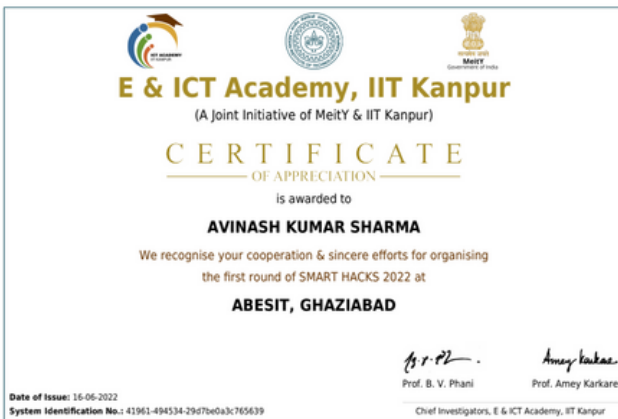 ICT ACADEMY
MeitY
Government of India
E & ICT Academy, IIT Kanpur
(A Joint Initiative of MeitY & IIT Kanpur)
CERTIFICATE
OF APPRECIATION
is awarded to
AVINASH KUMAR SHARMA
We recognise your cooperation & sincere efforts for organising
the first round of SMART HACKS 2022 at
ABESIT, GHAZIABAD
Prof. B. V. Phani
Prof. Amey Karkare
Date of Issue: 16-06-2022
System Identification No.: 41961-494534-29d7be0a3c765639
Chief Investigators, E & ICT Academy, IIT Kanpur